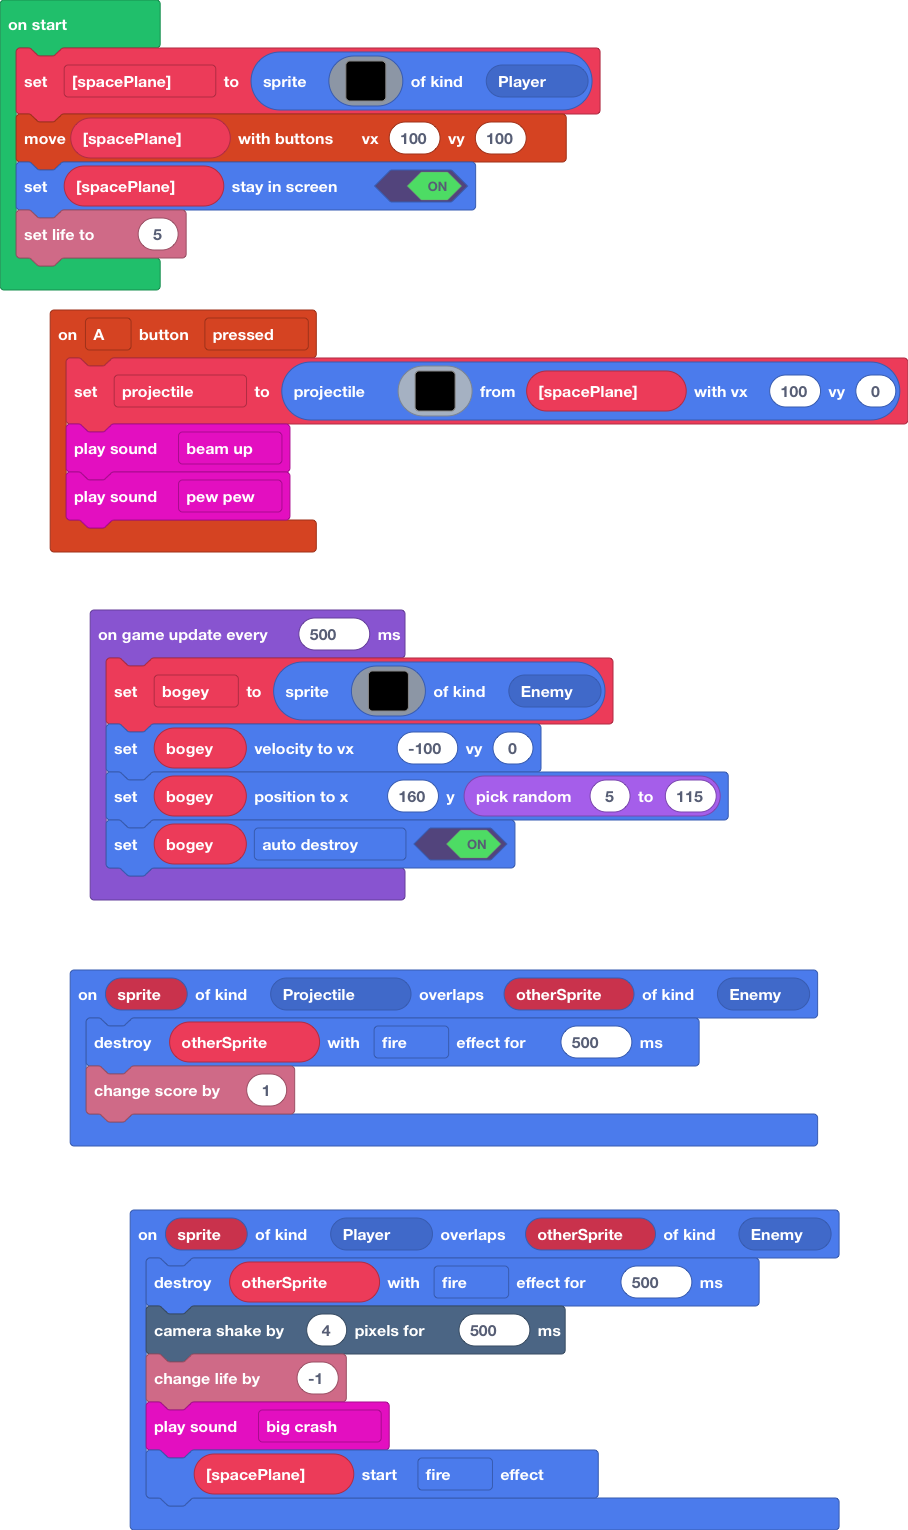 on start
set [spacePlane] to sprite of kind Player
move [spacePlane] with buttons vx 100 vy 100
set [spacePlane] stay in screen ON
set life to 5
on A button pressed
set projectile to projectile from [spacePlane] with vx 100 vy 0
play sound beam up
play sound pew pew
on game update every 500 ms
set bogey to sprite of kind Enemy
set bogey velocity to vx -100 vy 0
set bogey position to x 160 y pick random 5 to 115
set bogey auto destroy ON
on sprite of kind Projectile overlaps otherSprite of kind Enemy
destroy otherSprite with fire effect for 500 ms
change score by 1
on sprite of kind Player overlaps otherSprite of kind Enemy
destroy otherSprite with fire effect for 500 ms
camera shake by 4 pixels for 500 ms
change life by -1
play sound big crash
[spacePlane] start fire effect